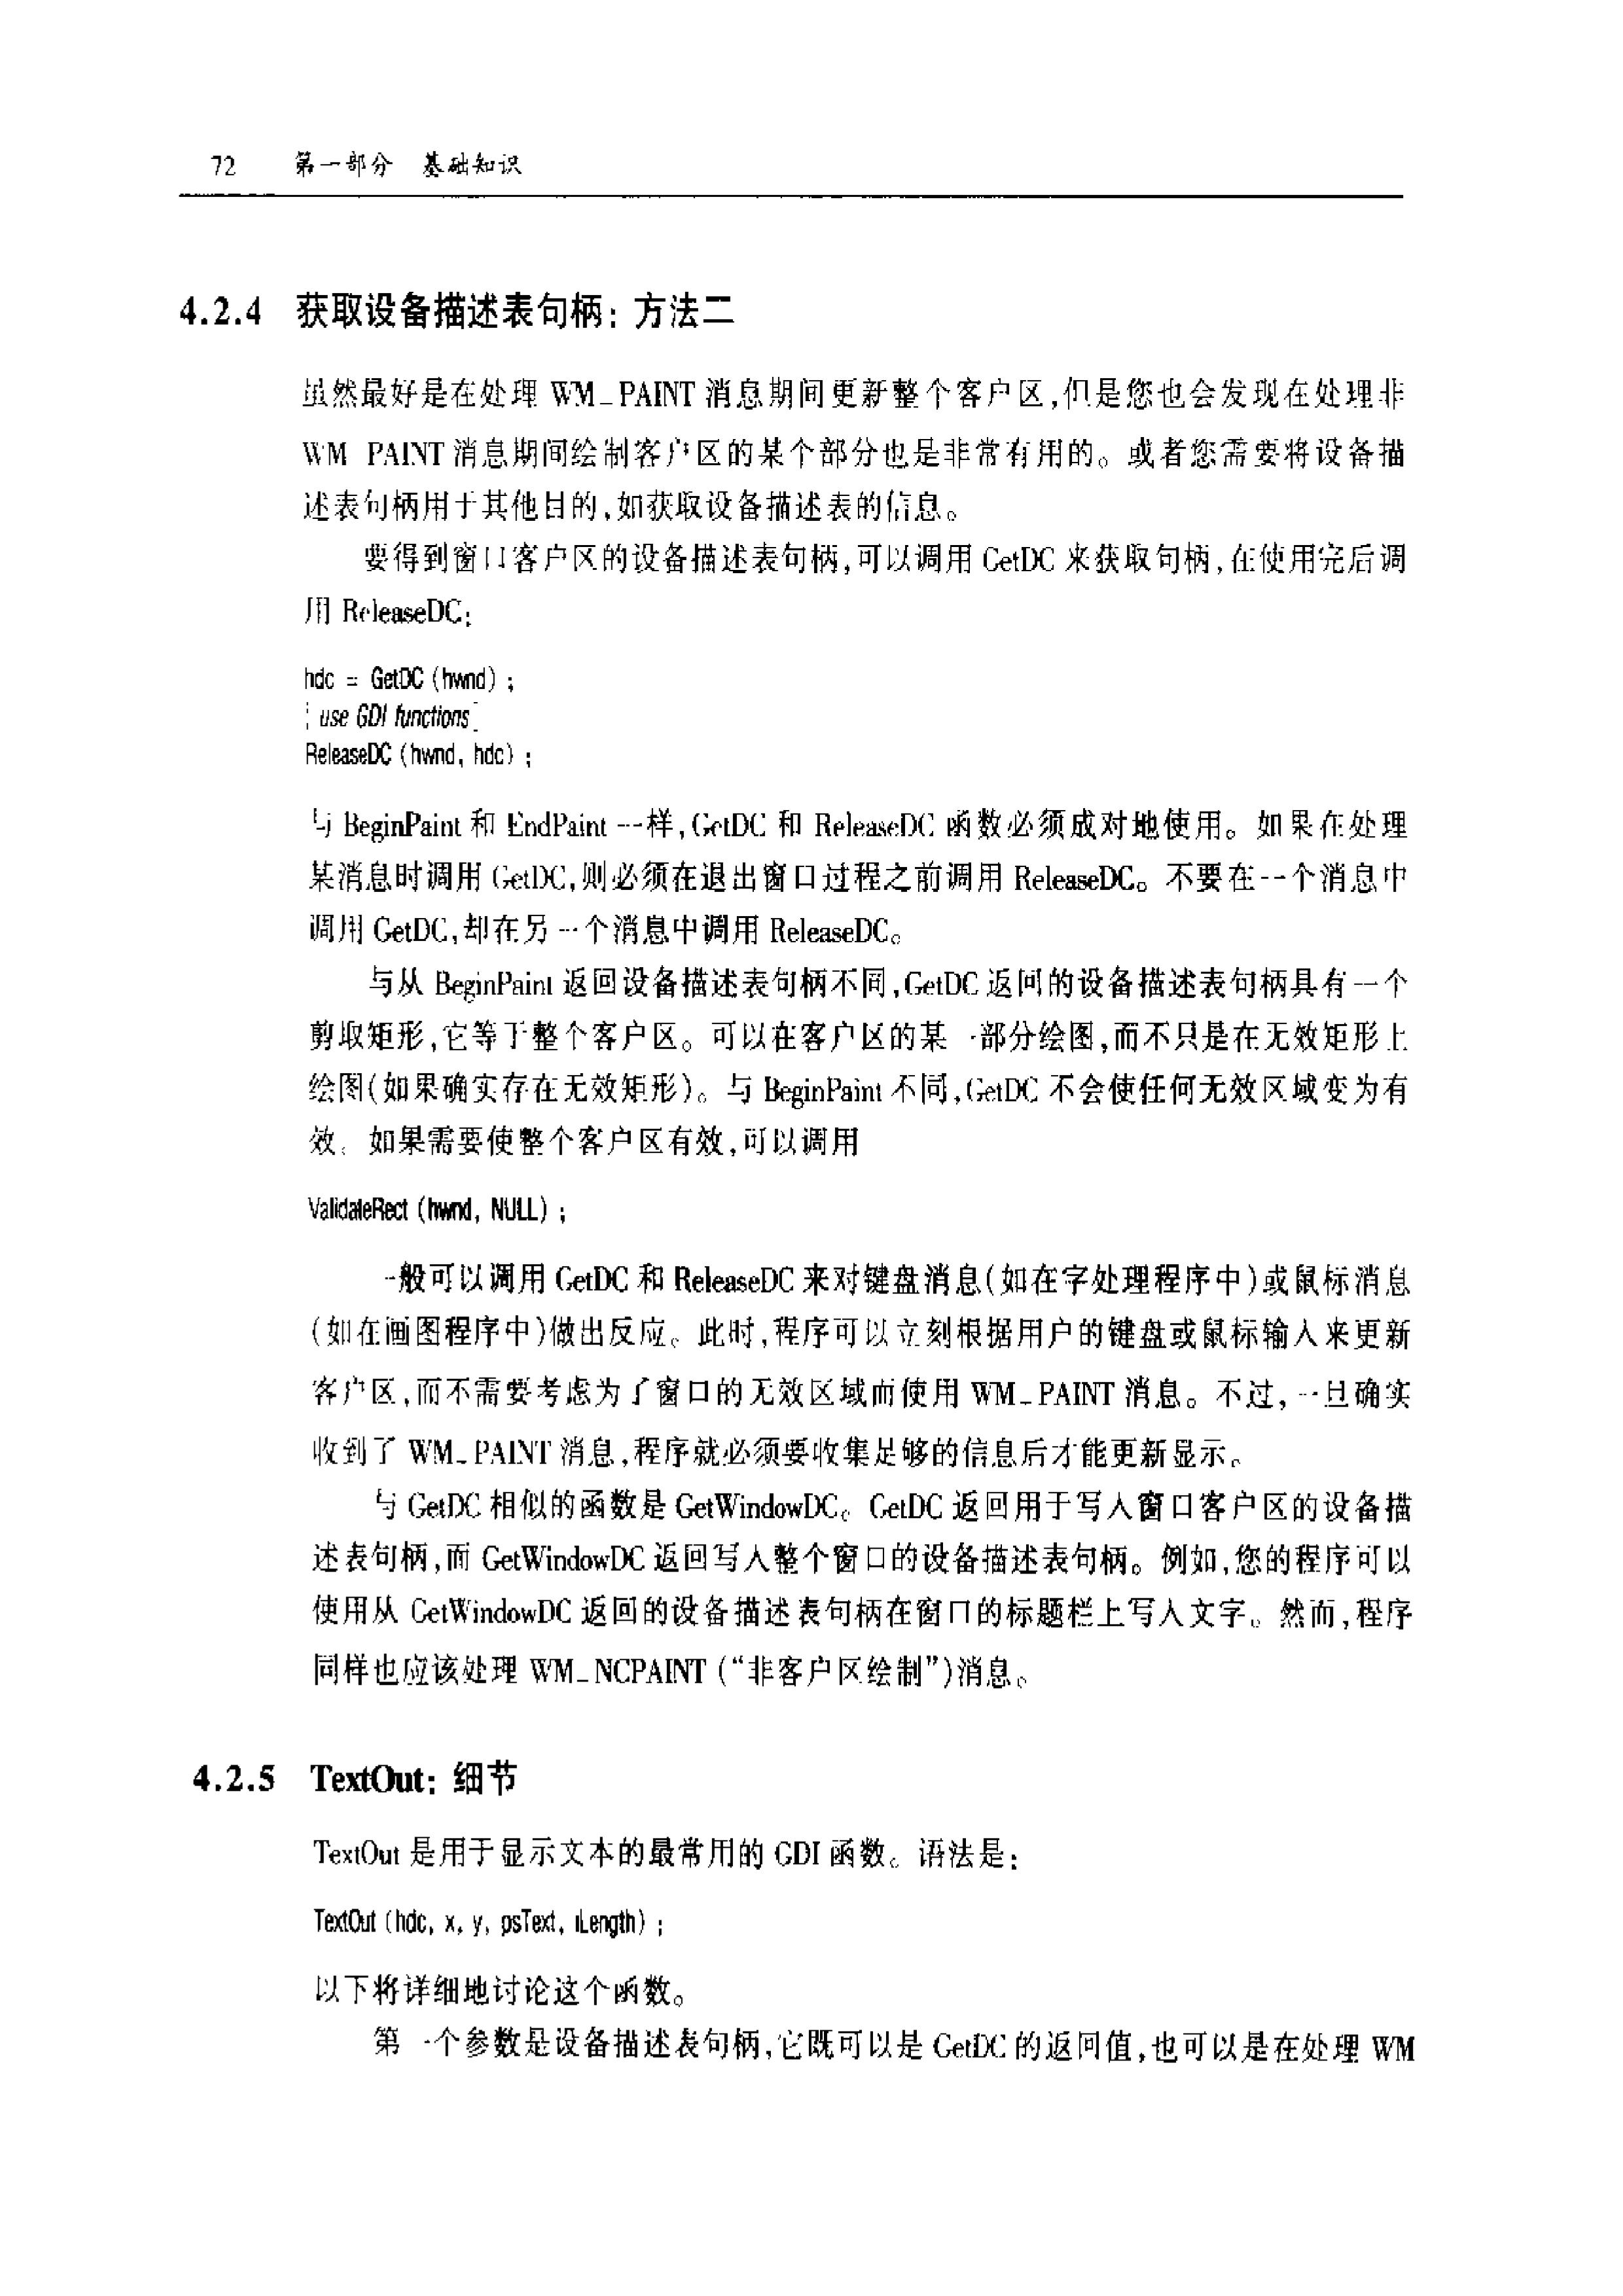 72 第一部分 基础知识
4.2.4 获取设备描述表句柄：方法二
虽然最好是在处理 WM_PAINT 消息期间更新整个客户区,但是您也会发现在处理非
WM PAINT 消息期间绘制客户区的某个部分也是非常有用的。或者您需要将设备描
述表句柄用于其他目的,如获取设备描述表的信息。
要得到窗口客户区的设备描述表句柄,可以调用 GetDC 来获取句柄,在使用完后调
用 ReleaseDC:
hdc = GetDC (hwnd) ;
[ use GDI functions ]
ReleaseDC (hwnd, hdc) ;
与 BeginPaint 和 EndPaint 一样,GetDC 和 ReleaseDC 函数必须成对地使用。如果在处理
某消息时调用 GetDC,则必须在退出窗口过程之前调用 ReleaseDC。不要在一个消息中
调用 GetDC,却在另一个消息中调用 ReleaseDC。
与从 BeginPaint 返回设备描述表句柄不同,GetDC 返回的设备描述表句柄具有一个
剪取矩形,它等于整个客户区。可以在客户区的某一部分绘图,而不只是在无效矩形上
绘图(如果确实存在无效矩形)。与 BeginPaint 不同,GetDC 不会使任何无效区域变为有
效。如果需要使整个客户区有效,可以调用
ValidateRect (hwnd, NULL) ;
一般可以调用 GetDC 和 ReleaseDC 来对键盘消息(如在字处理程序中)或鼠标消息
(如在画图程序中)做出反应。此时,程序可以立刻根据用户的键盘或鼠标输入来更新
客户区,而不需要考虑为了窗口的无效区域而使用 WM_PAINT 消息。不过,一旦确实
收到了 WM_PAINT 消息,程序就必须要收集足够的信息后才能更新显示。
与 GetDC 相似的函数是 GetWindowDC。GetDC 返回用于写入窗口客户区的设备描
述表句柄,而 GetWindowDC 返回写入整个窗口的设备描述表句柄。例如,您的程序可以
使用从 GetWindowDC 返回的设备描述表句柄在窗口的标题栏上写入文字。然而,程序
同样也应该处理 WM_NCPAINT (“非客户区绘制”)消息。
4.2.5 TextOut：细节
TextOut 是用于显示文本的最常用的 GDI 函数。语法是:
TextOut (hdc, x, y, psText, iLength) ;
以下将详细地讨论这个函数。
第一个参数是设备描述表句柄,它既可以是 GetDC 的返回值,也可以是在处理 WM